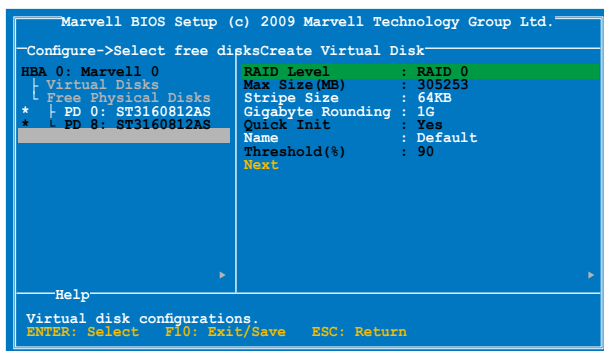 Marvell BIOS Setup (c) 2009 Marvell Technology Group Ltd.
Configure->Select free disksCreate Virtual Disk
HBA 0: Marvell 0
Virtual Disks
Free Physical Disks
* PD 0: ST3160812AS
* PD 8: ST3160812AS
RAID Level : RAID 0
Max Size(MB) : 305253
Stripe Size : 64KB
Gigabyte Rounding : 1G
Quick Init : Yes
Name : Default
Threshold(%) : 90
Next
Help
Virtual disk configurations.
ENTER: Select F10: Exit/Save ESC: Return